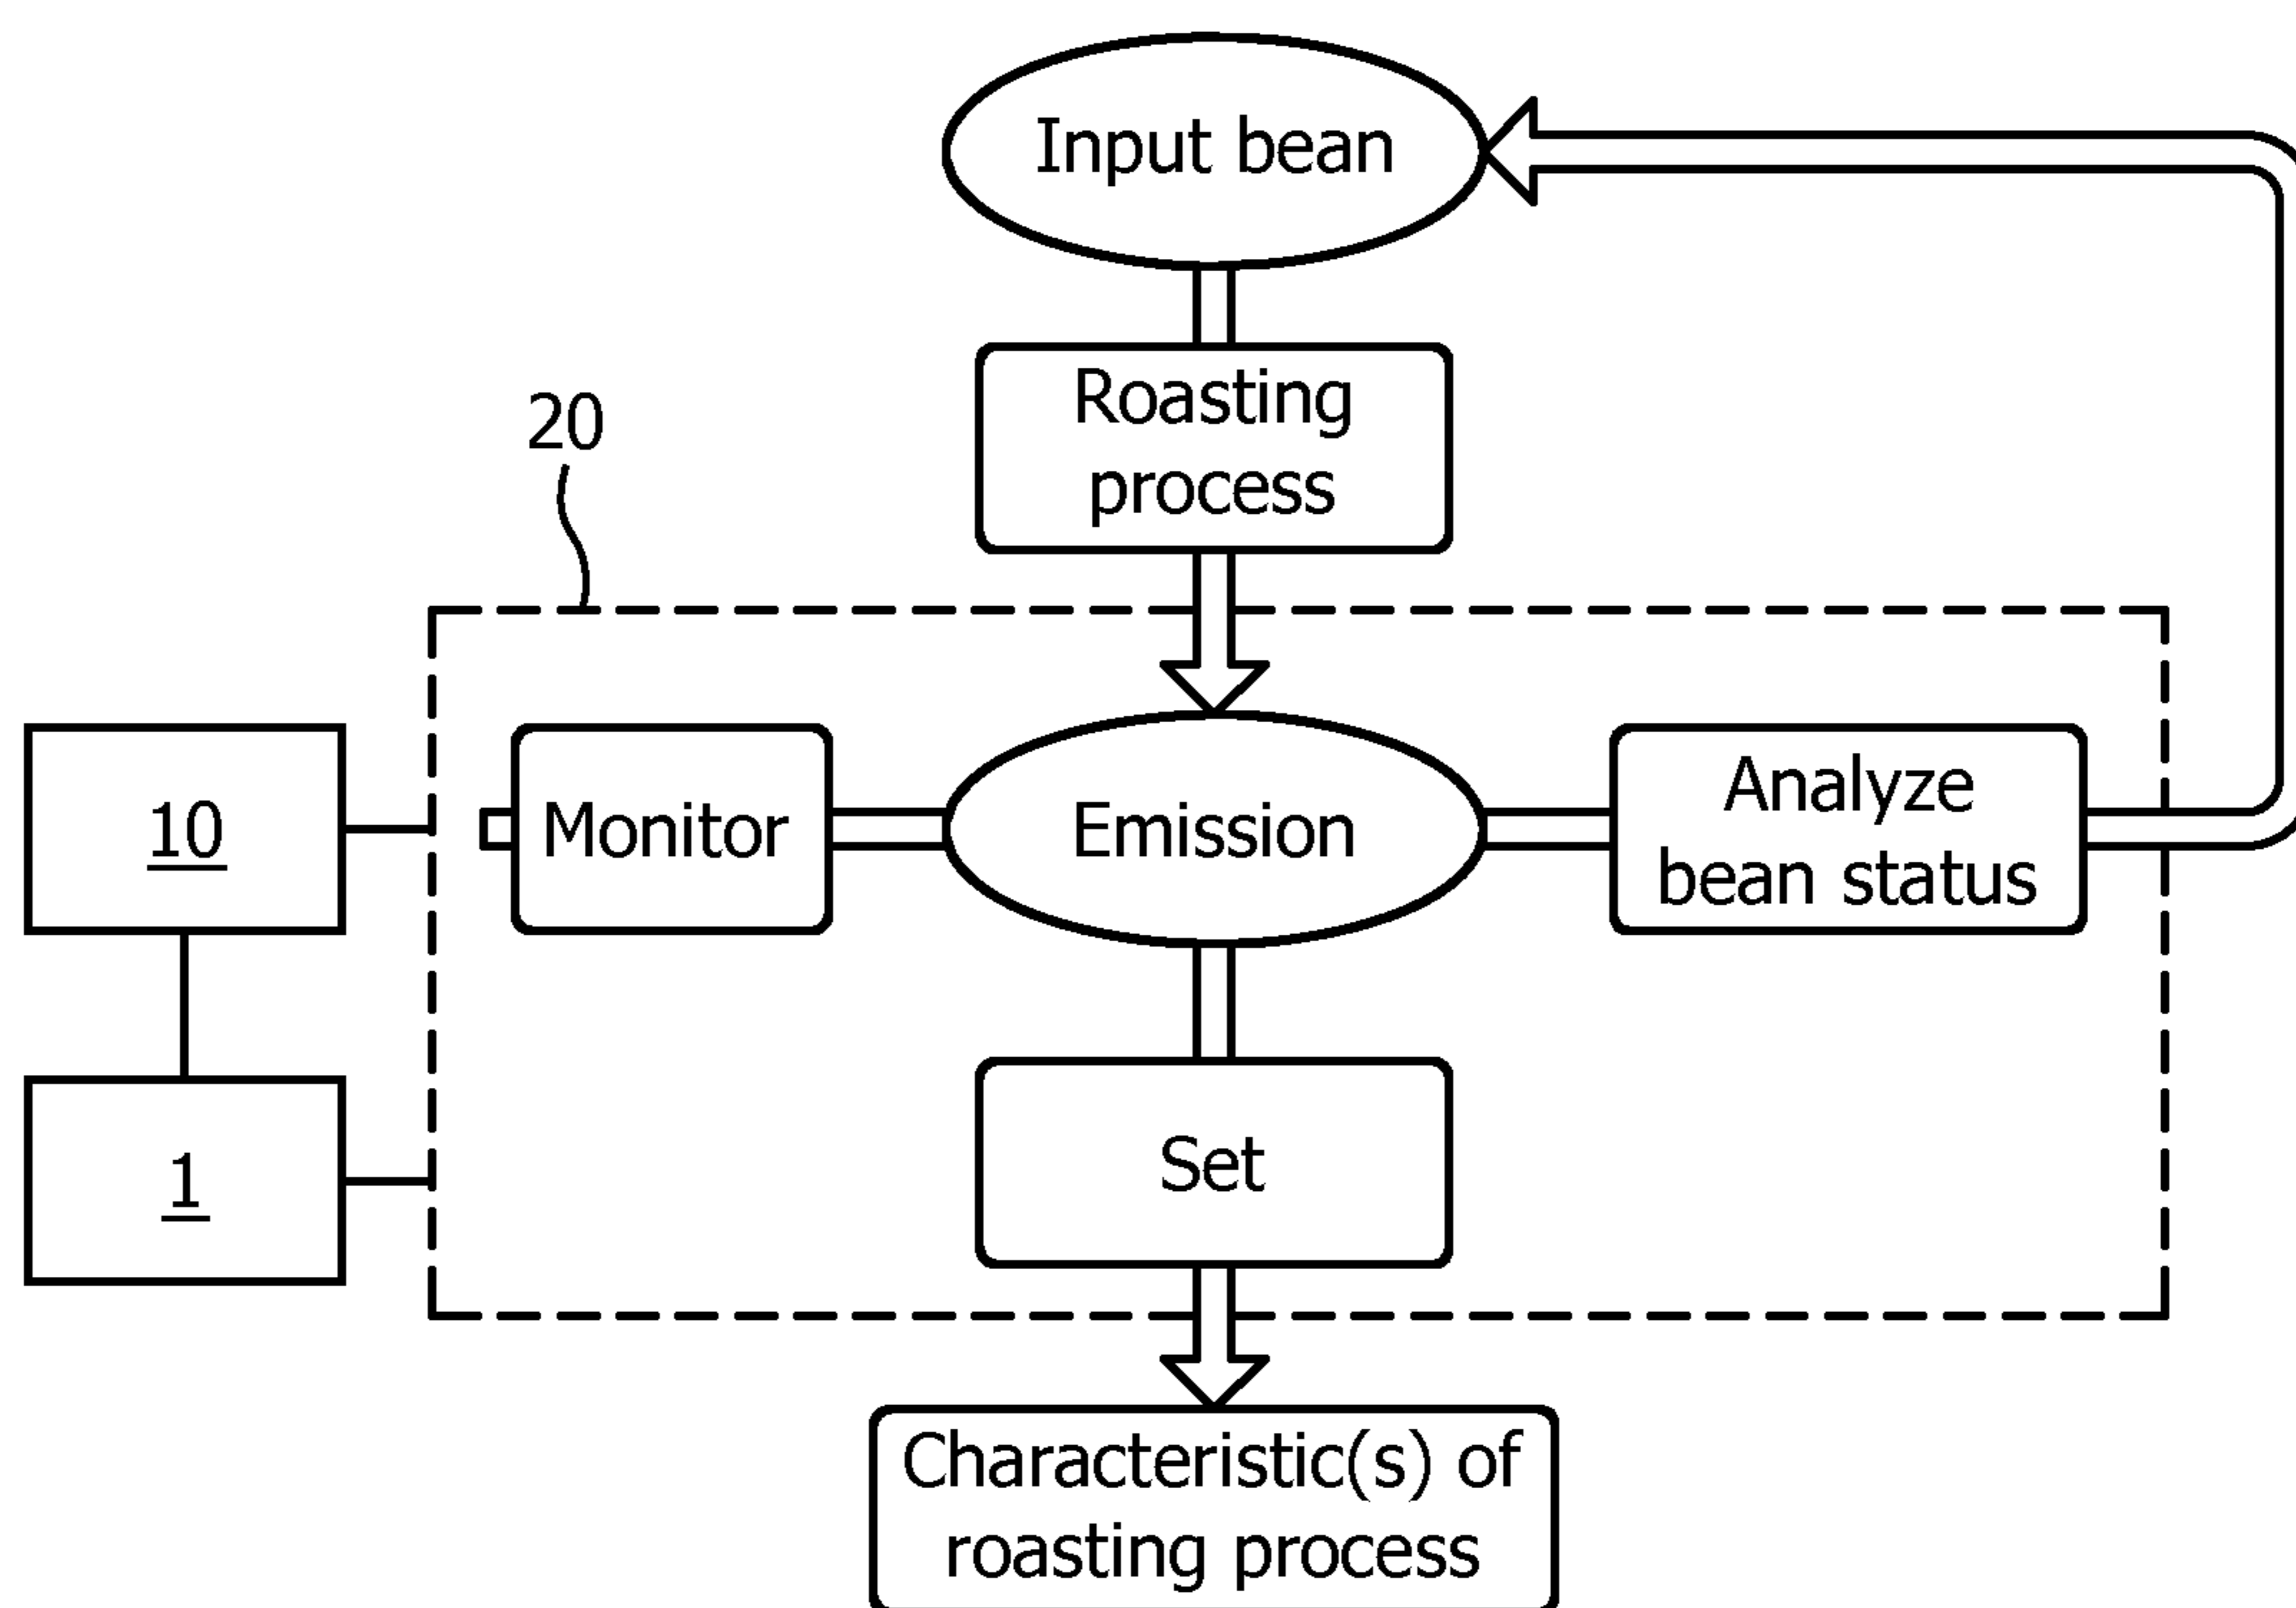 Input bean
Roasting
process
20
10
Monitor
Emission
Analyze
bean status
1
Set
Characteristic(s) of
roasting process